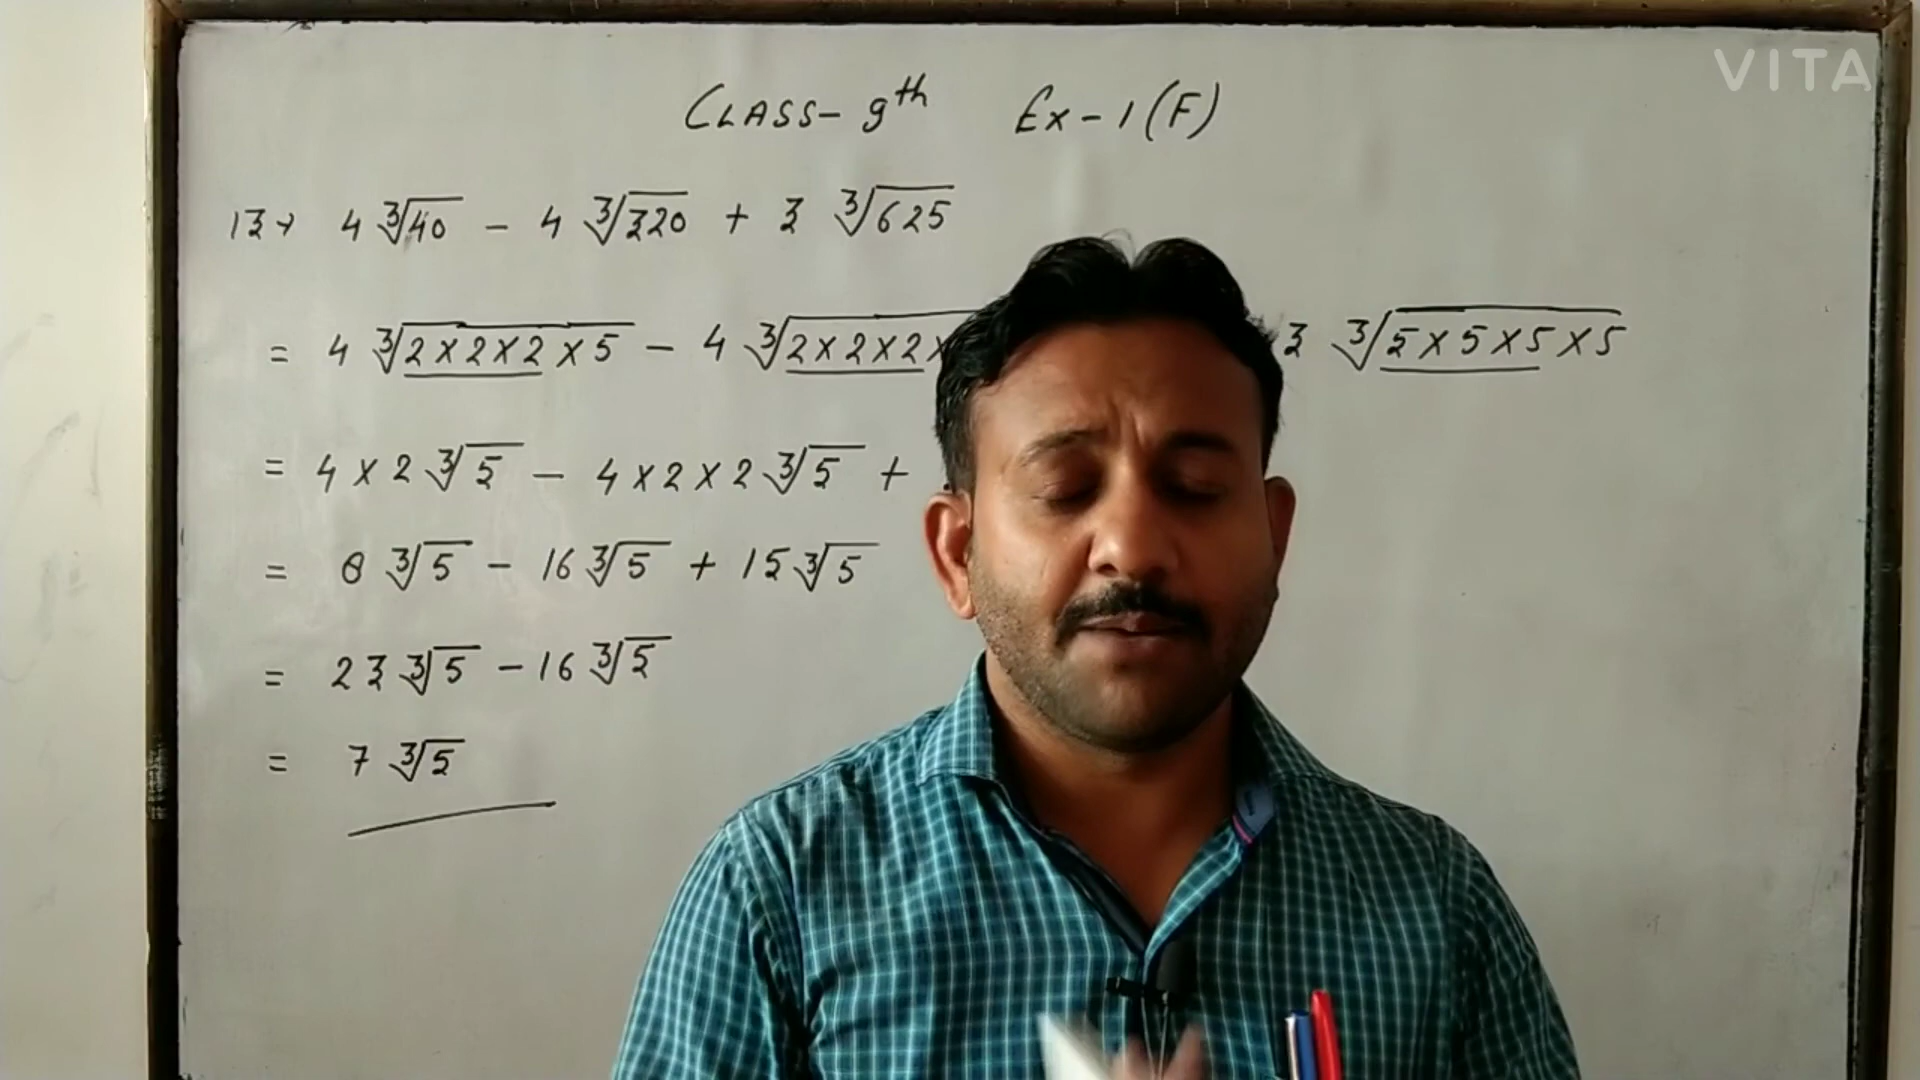 VITA
CLASS-9th Ex-1(F)
13→ 4 ∛40 - 4 ∛320 + 3 ∛625
= 4 ∛2×2×2×5 - 4 ∛2×2×2× 3 ∛5×5×5×5
= 4 × 2 ∛5 - 4×2×2 ∛5 +
= 8 ∛5 - 16 ∛5 + 15 ∛5
= 23 ∛5 - 16 ∛5
= 7 ∛5